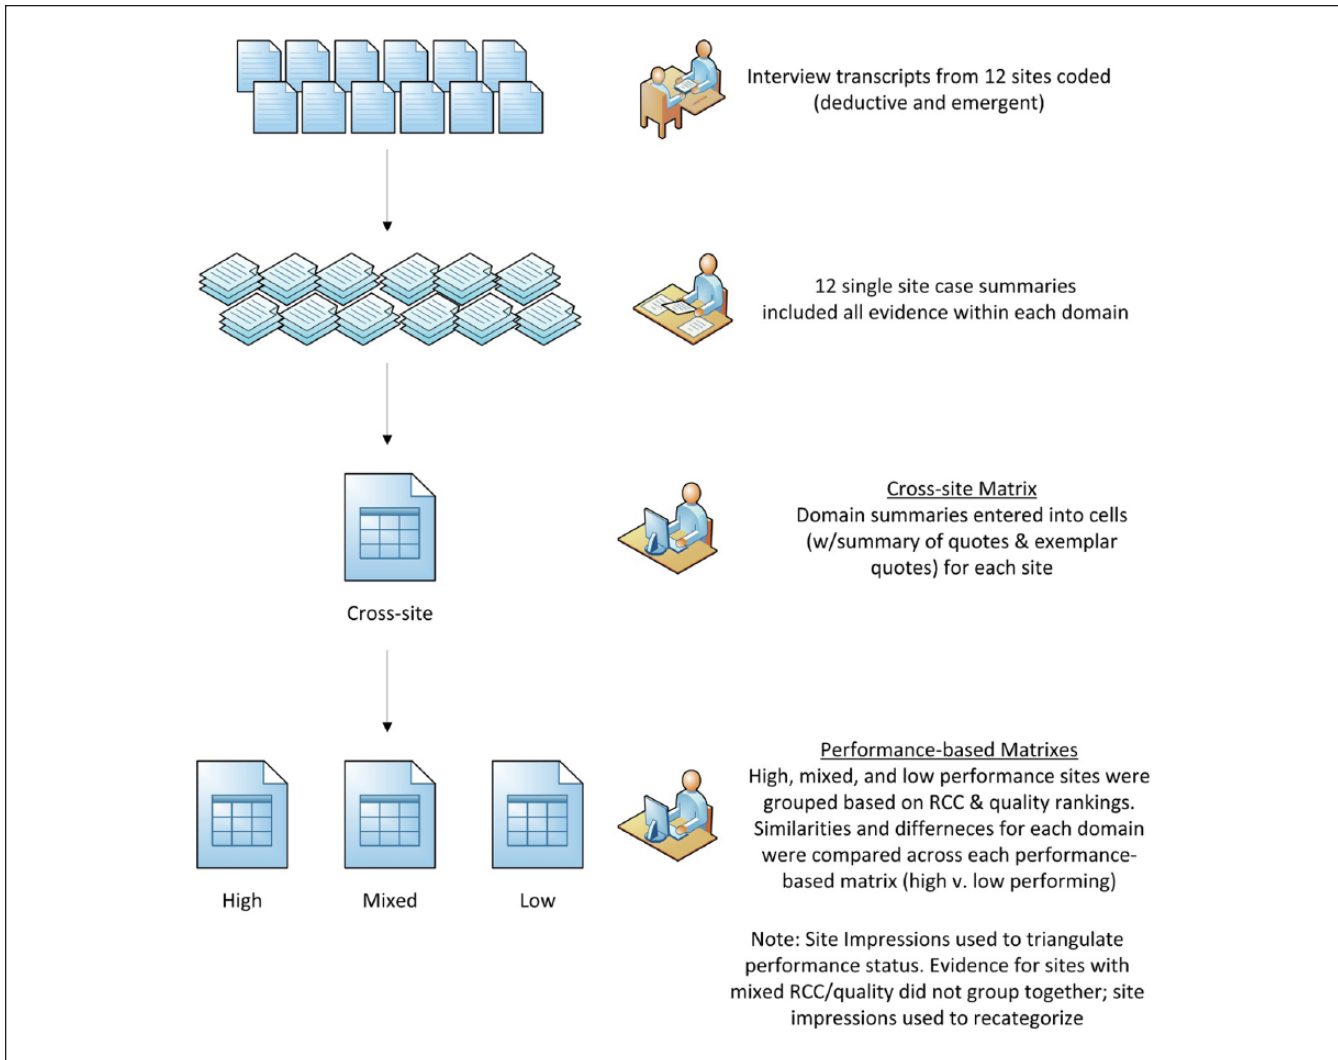 Interview transcripts from 12 sites coded
(deductive and emergent)
12 single site case summaries
included all evidence within each domain
Cross-site Matrix
Domain summaries entered into cells
(w/summary of quotes & exemplar
quotes) for each site
Cross-site
Performance-based Matrixes
High, mixed, and low performance sites were
grouped based on RCC & quality rankings.
Similarities and differneces for each domain
were compared across each performance-
based matrix (high v. low performing)
High
Mixed
Low
Note: Site Impressions used to triangulate
performance status. Evidence for sites with
mixed RCC/quality did not group together; site
impressions used to recategorize